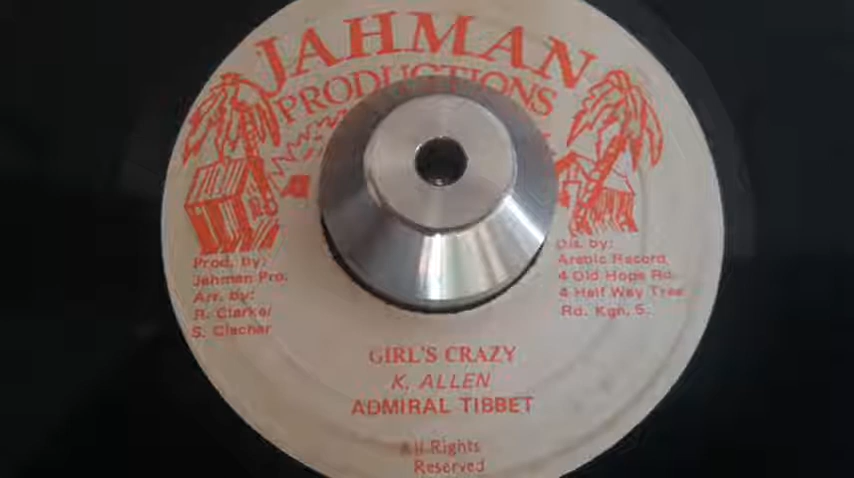 JAHMAN
PRODUCTIONS
Prod. by:
Jahman Pro.
Arr. by:
R. Clarke/
S. Clacher
Dis. by:
Arabic Record
4 Old Hope Rd.
4 Half Way Tree
Rd. Kgn. 5.
GIRL'S CRAZY
K. ALLEN
ADMIRAL TIBBET
All Rights
Reserved